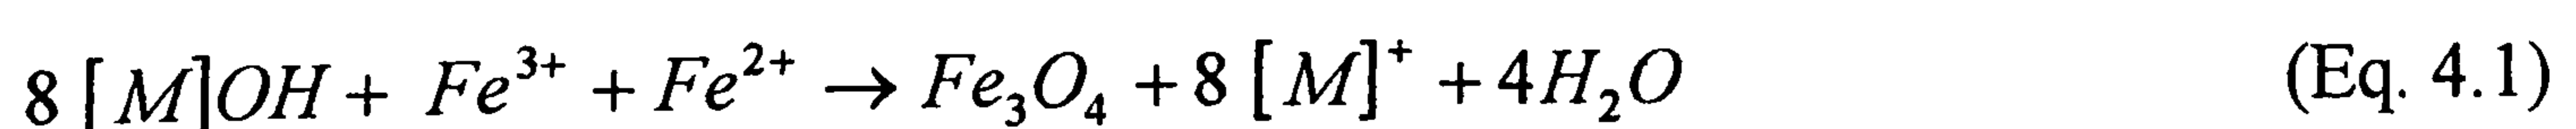 8 [M]OH + Fe³⁺ + Fe²⁺ → Fe₃O₄ + 8 [M]⁺ + 4H₂O (Eq. 4.1)